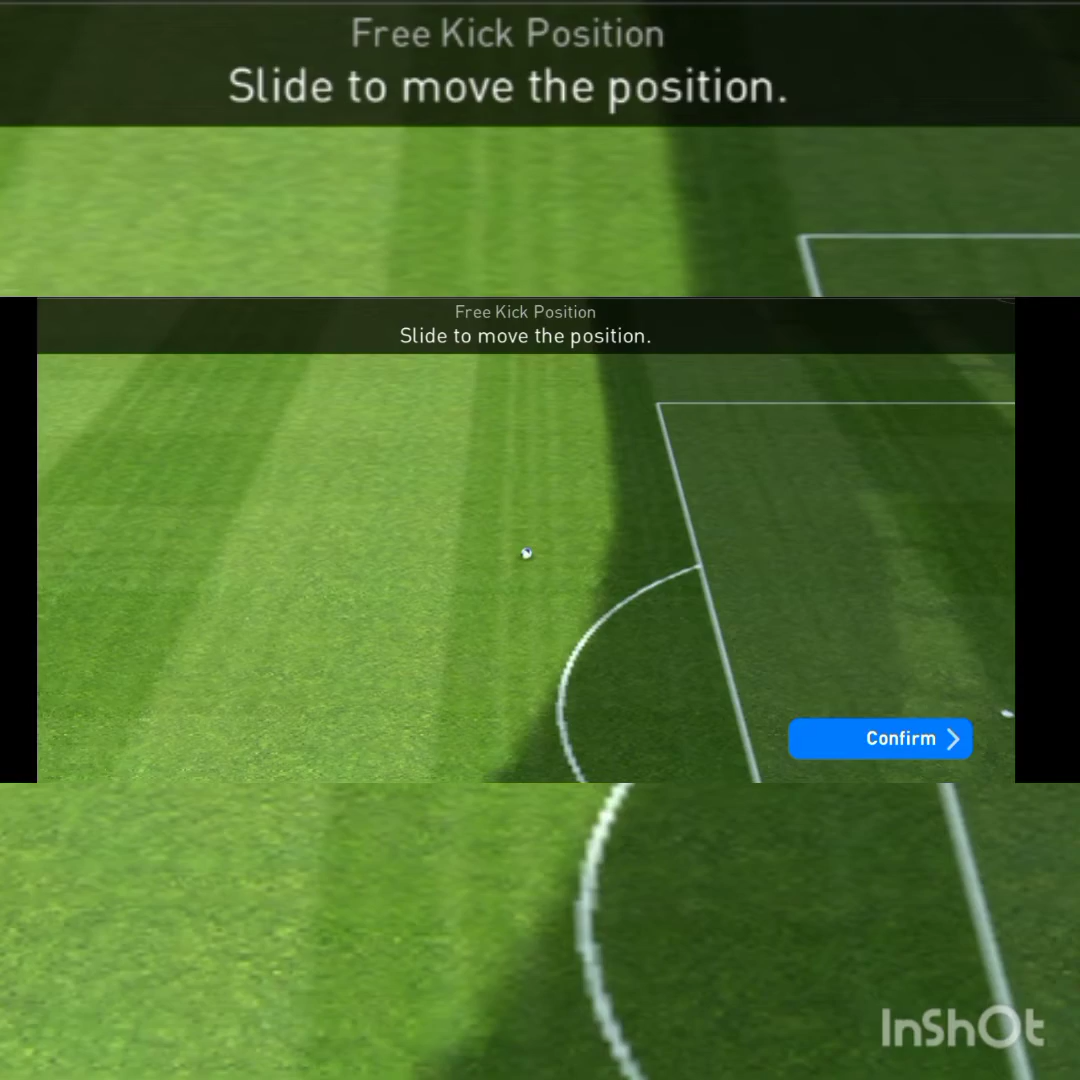 Free Kick Position
Slide to move the position.
Free Kick Position
Slide to move the position.
Confirm
InShOt